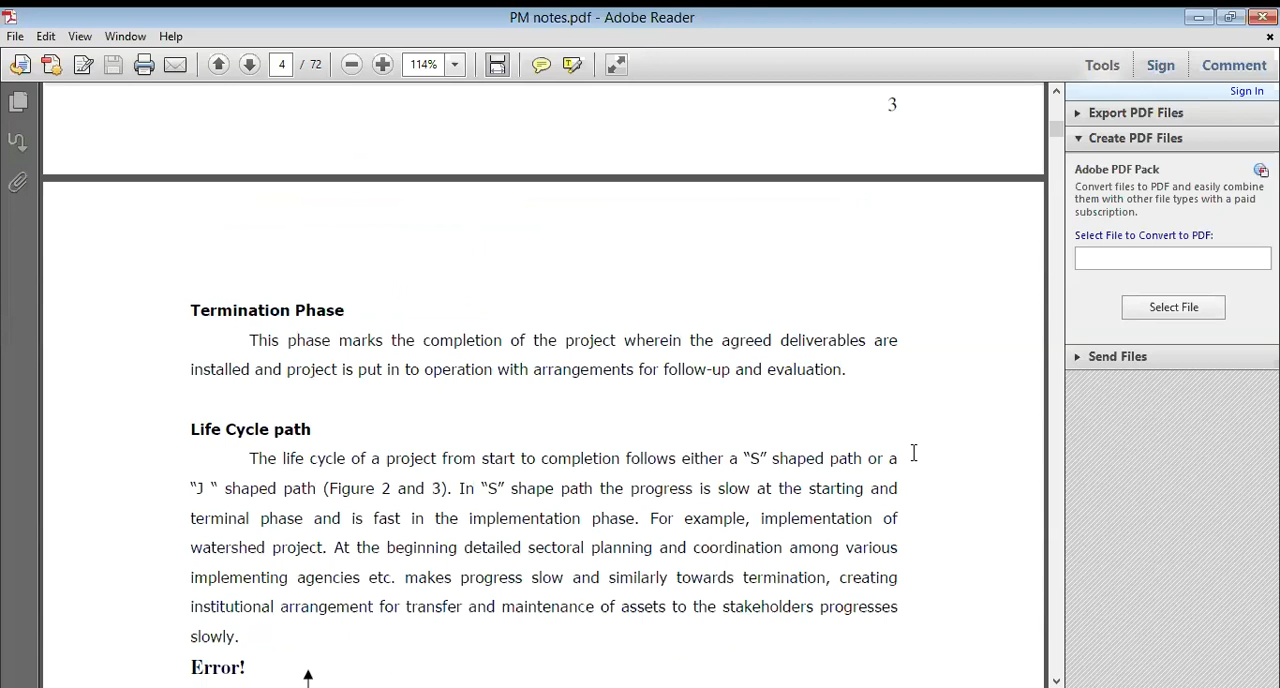 PM notes.pdf - Adobe Reader
File Edit View Window Help
4 / 72 114% Tools Sign Comment
Sign In
Export PDF Files
Create PDF Files
Adobe PDF Pack
Convert files to PDF and easily combine
them with other file types with a paid
subscription.
Select File to Convert to PDF:
Select File
Send Files
3
Termination Phase
This phase marks the completion of the project wherein the agreed deliverables are
installed and project is put in to operation with arrangements for follow-up and evaluation.
Life Cycle path
The life cycle of a project from start to completion follows either a “S” shaped path or a
“J “ shaped path (Figure 2 and 3). In “S” shape path the progress is slow at the starting and
terminal phase and is fast in the implementation phase. For example, implementation of
watershed project. At the beginning detailed sectoral planning and coordination among various
implementing agencies etc. makes progress slow and similarly towards termination, creating
institutional arrangement for transfer and maintenance of assets to the stakeholders progresses
slowly.
Error!